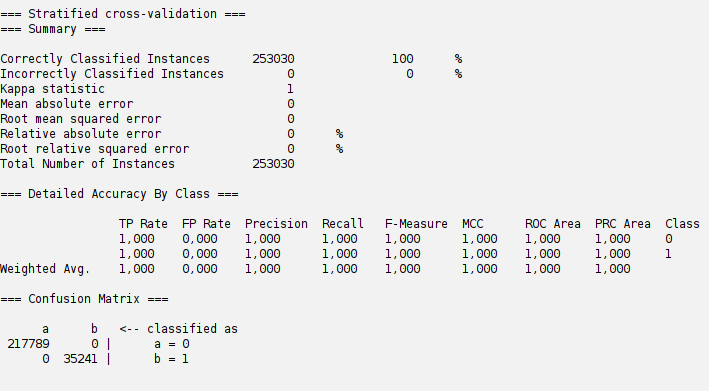 === Stratified cross-validation ===
=== Summary ===
Correctly Classified Instances 253030 100 %
Incorrectly Classified Instances 0 0 %
Kappa statistic 1
Mean absolute error 0
Root mean squared error 0
Relative absolute error 0 %
Root relative squared error 0 %
Total Number of Instances 253030
=== Detailed Accuracy By Class ===
TP Rate FP Rate Precision Recall F-Measure MCC ROC Area PRC Area Class
1,000 0,000 1,000 1,000 1,000 1,000 1,000 1,000 0
1,000 0,000 1,000 1,000 1,000 1,000 1,000 1,000 1
Weighted Avg. 1,000 0,000 1,000 1,000 1,000 1,000 1,000 1,000
=== Confusion Matrix ===
a b <-- classified as
217789 0 | a = 0
0 35241 | b = 1